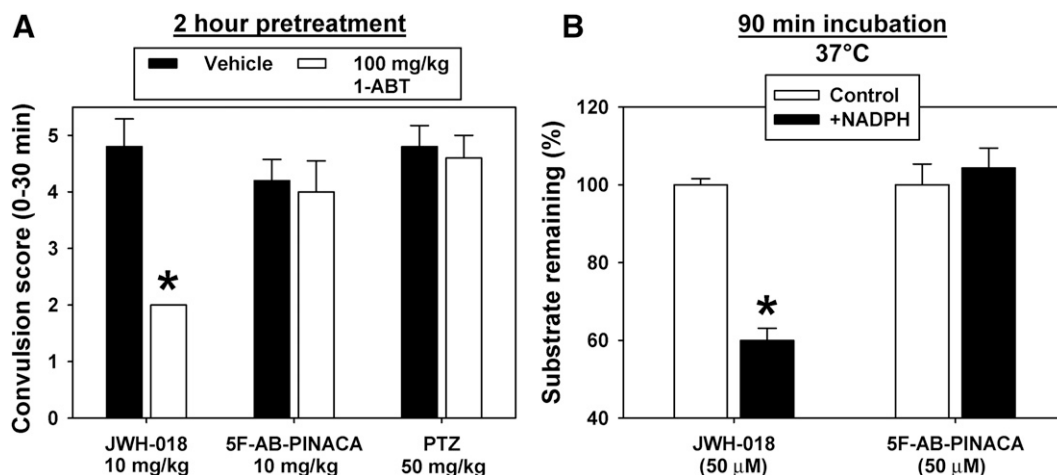 A
2 hour pretreatment
Vehicle
100 mg/kg
1-ABT
Convulsion score (0-30 min)
5
4
3
2
1
0
*
JWH-018
10 mg/kg
5F-AB-PINACA
10 mg/kg
PTZ
50 mg/kg
B
90 min incubation
37°C
Control
+NADPH
Substrate remaining (%)
120
100
80
60
40
*
JWH-018
(50 μM)
5F-AB-PINACA
(50 μM)